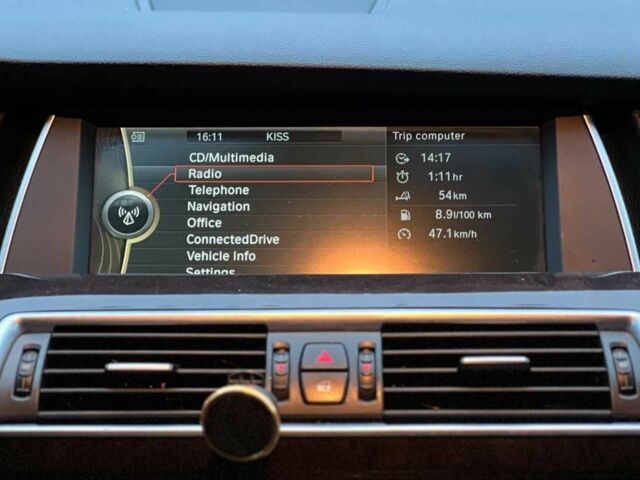 16:11 KISS
CD/Multimedia
Radio
Telephone
Navigation
Office
ConnectedDrive
Vehicle Info
Settings
Trip computer
14:17
1:11hr
54km
8.9l/100 km
47.1km/h